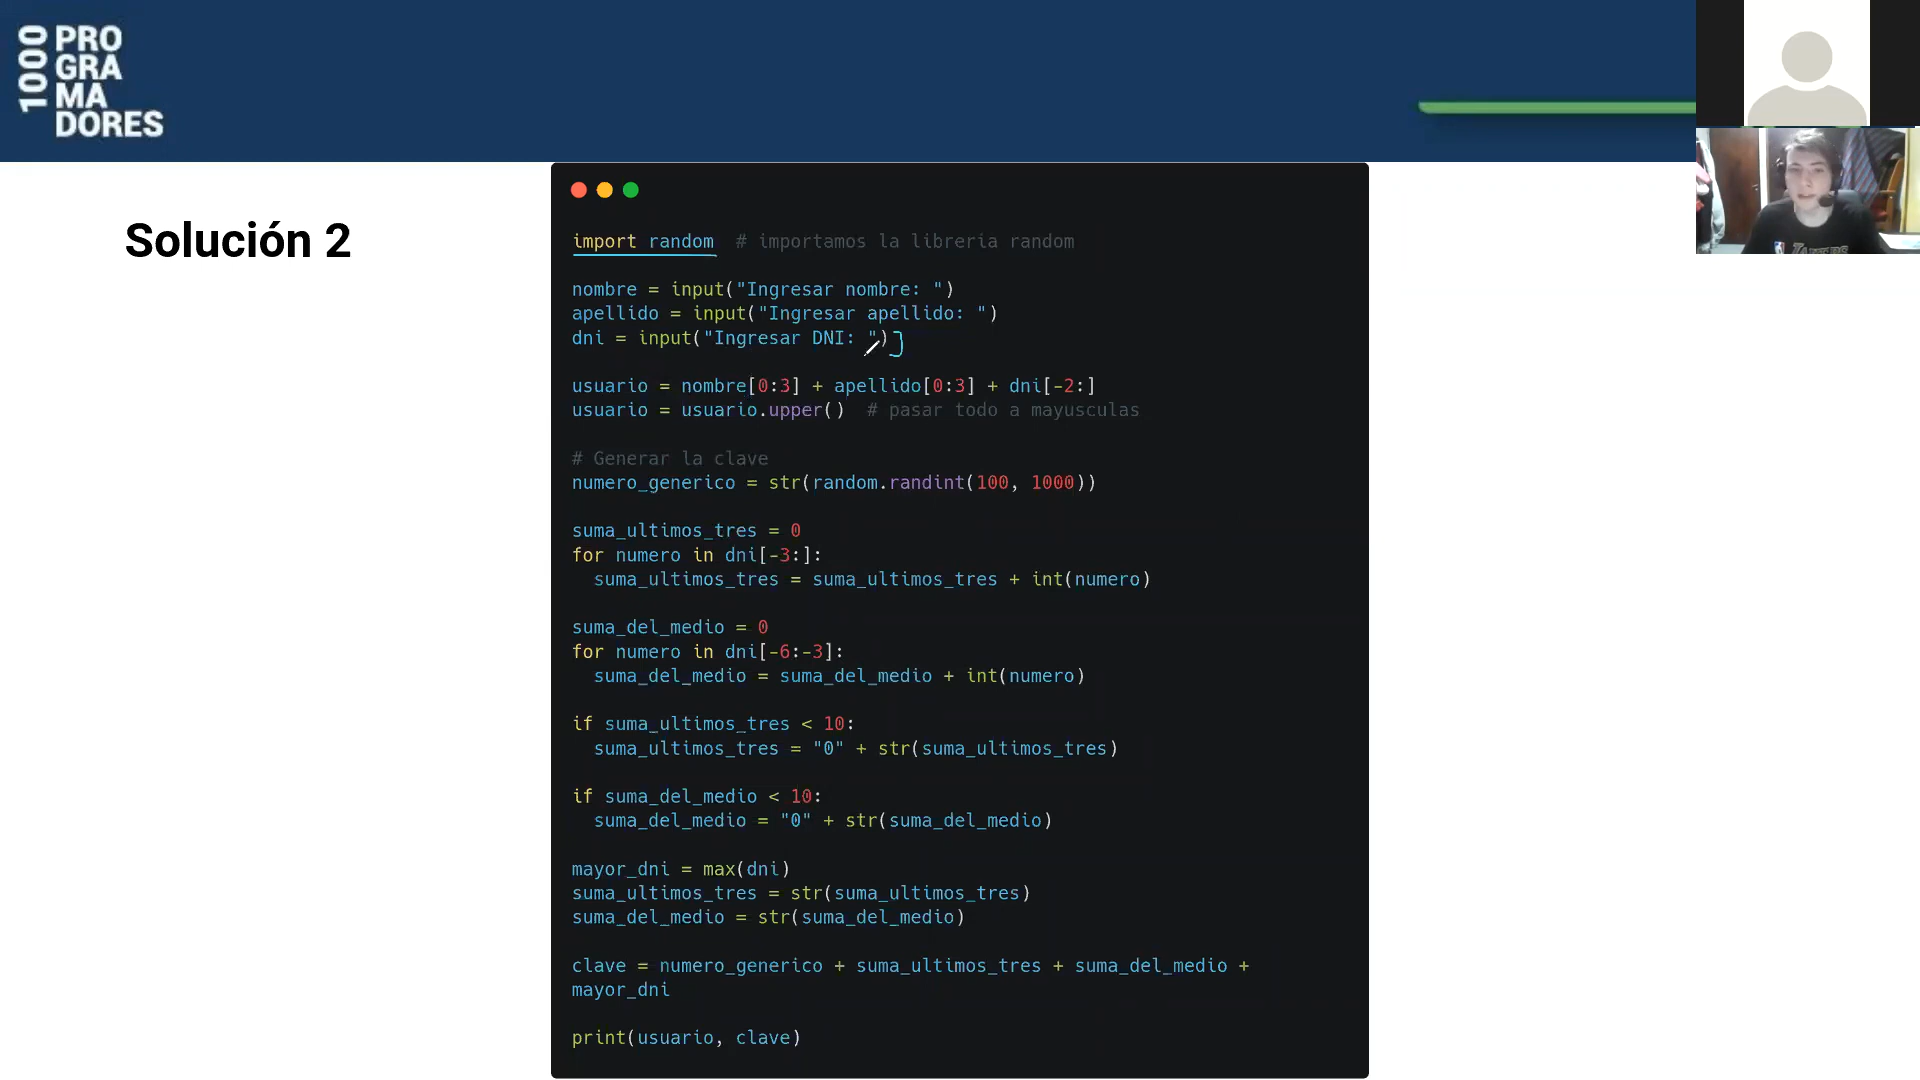 1000
PRO
GRA
MA
DORES
Solución 2
import random  # importamos la libreria random
nombre = input("Ingresar nombre: ")
apellido = input("Ingresar apellido: ")
dni = input("Ingresar DNI: ")
usuario = nombre[0:3] + apellido[0:3] + dni[-2:]
usuario = usuario.upper()  # pasar todo a mayusculas
# Generar la clave
numero_generico = str(random.randint(100, 1000))
suma_ultimos_tres = 0
for numero in dni[-3:]:
  suma_ultimos_tres = suma_ultimos_tres + int(numero)
suma_del_medio = 0
for numero in dni[-6:-3]:
  suma_del_medio = suma_del_medio + int(numero)
if suma_ultimos_tres < 10:
  suma_ultimos_tres = "0" + str(suma_ultimos_tres)
if suma_del_medio < 10:
  suma_del_medio = "0" + str(suma_del_medio)
mayor_dni = max(dni)
suma_ultimos_tres = str(suma_ultimos_tres)
suma_del_medio = str(suma_del_medio)
clave = numero_generico + suma_ultimos_tres + suma_del_medio +
mayor_dni
print(usuario, clave)